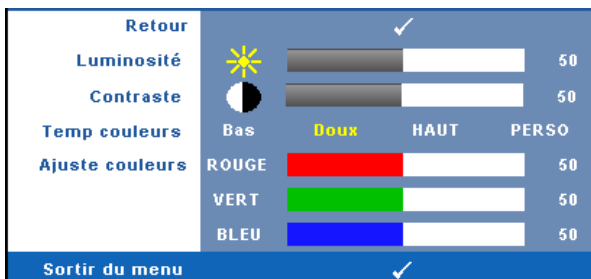 Retour
Luminosité 50
Contraste 50
Temp couleurs Bas Doux HAUT PERSO
Ajuste couleurs ROUGE 50
VERT 50
BLEU 50
Sortir du menu